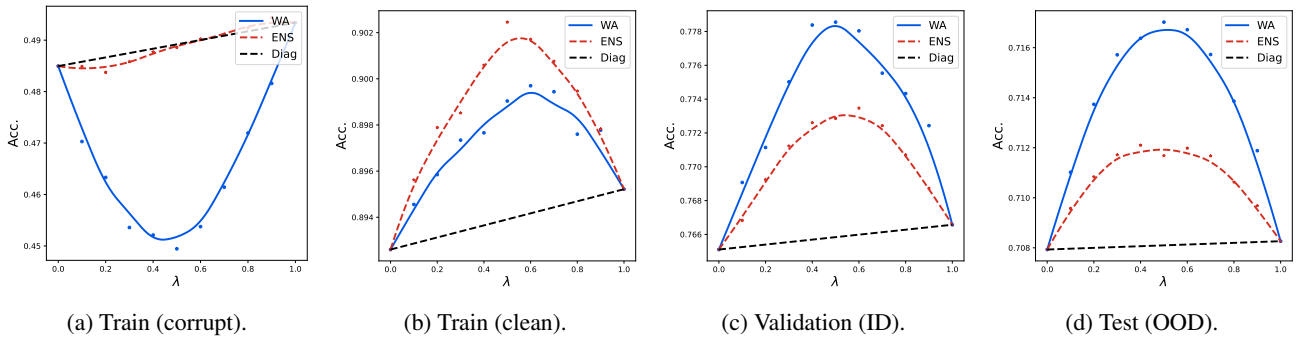 WA
ENS
Diag
Acc.
0.49
0.48
0.47
0.46
0.45
0.0 0.2 0.4 0.6 0.8 1.0
λ
(a) Train (corrupt).
WA
ENS
Diag
Acc.
0.902
0.900
0.898
0.896
0.894
0.0 0.2 0.4 0.6 0.8 1.0
λ
(b) Train (clean).
WA
ENS
Diag
Acc.
0.778
0.776
0.774
0.772
0.770
0.768
0.766
0.0 0.2 0.4 0.6 0.8 1.0
λ
(c) Validation (ID).
WA
ENS
Diag
Acc.
0.716
0.714
0.712
0.710
0.708
0.0 0.2 0.4 0.6 0.8 1.0
λ
(d) Test (OOD).